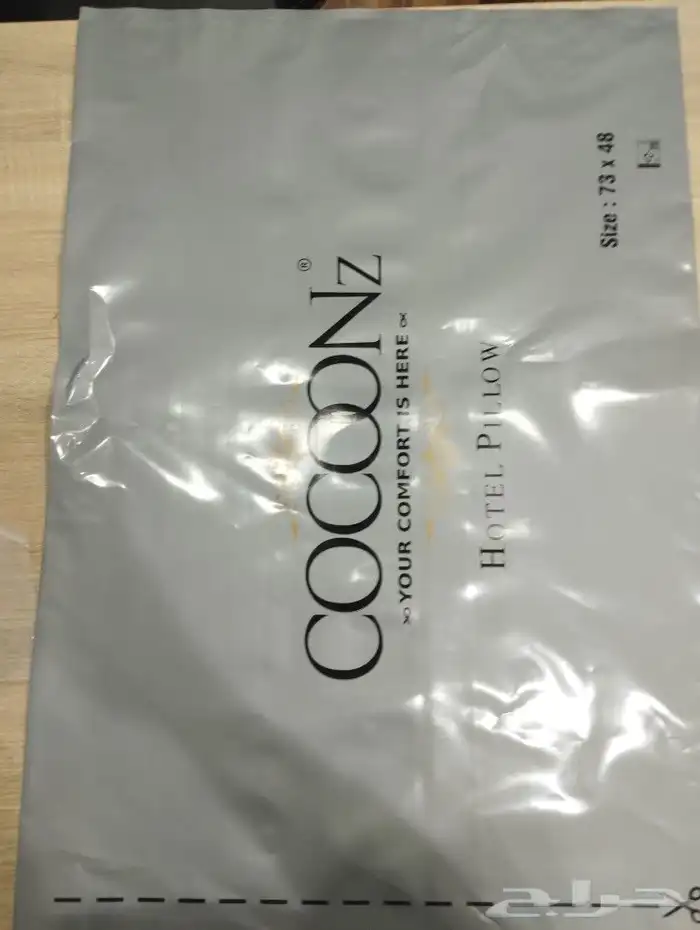 COCOONZ®
YOUR COMFORT IS HERE
HOTEL PILLOW
Size : 73 x 48
حراج